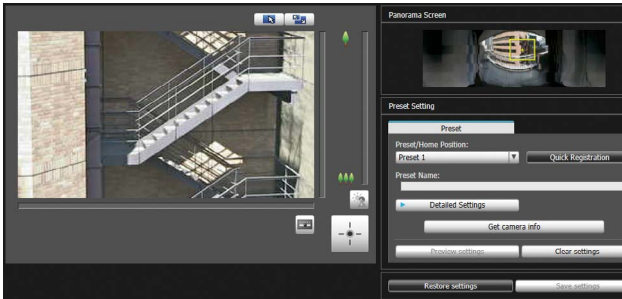 Panorama Screen
Preset Setting
Preset
Preset/Home Position:
Preset 1
Quick Registration
Preset Name:
Detailed Settings
Get camera info
Preview settings
Clear settings
Restore settings
Save settings